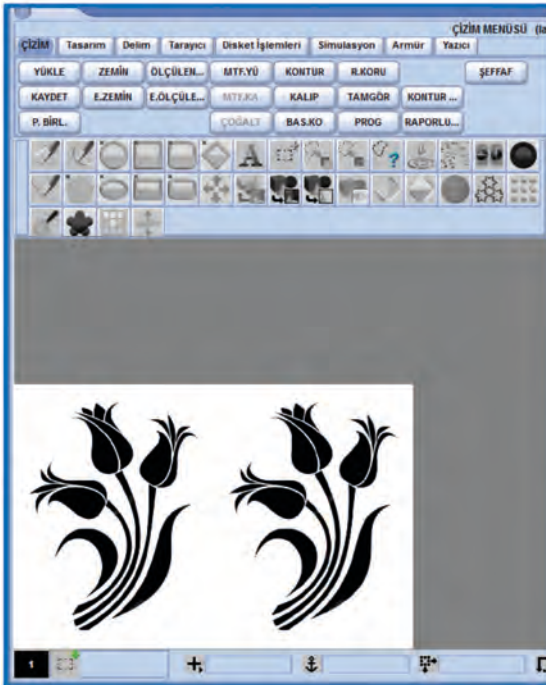 ÇİZİM MENÜSÜ (la
ÇİZİM Tasarım Delim Tarayıcı Disket İşlemleri Simulasyon Armür Yazıcı
YÜKLE ZEMİN ÖLÇÜLEN... MTF.YÜ KONTUR R.KORU ŞEFFAF
KAYDET E.ZEMİN E.ÖLÇÜLE... MTF.KA KALIP TAMGÖR KONTUR ...
P. BİRL. ÇOĞALT BAS.KO PROG RAPORLU...
1